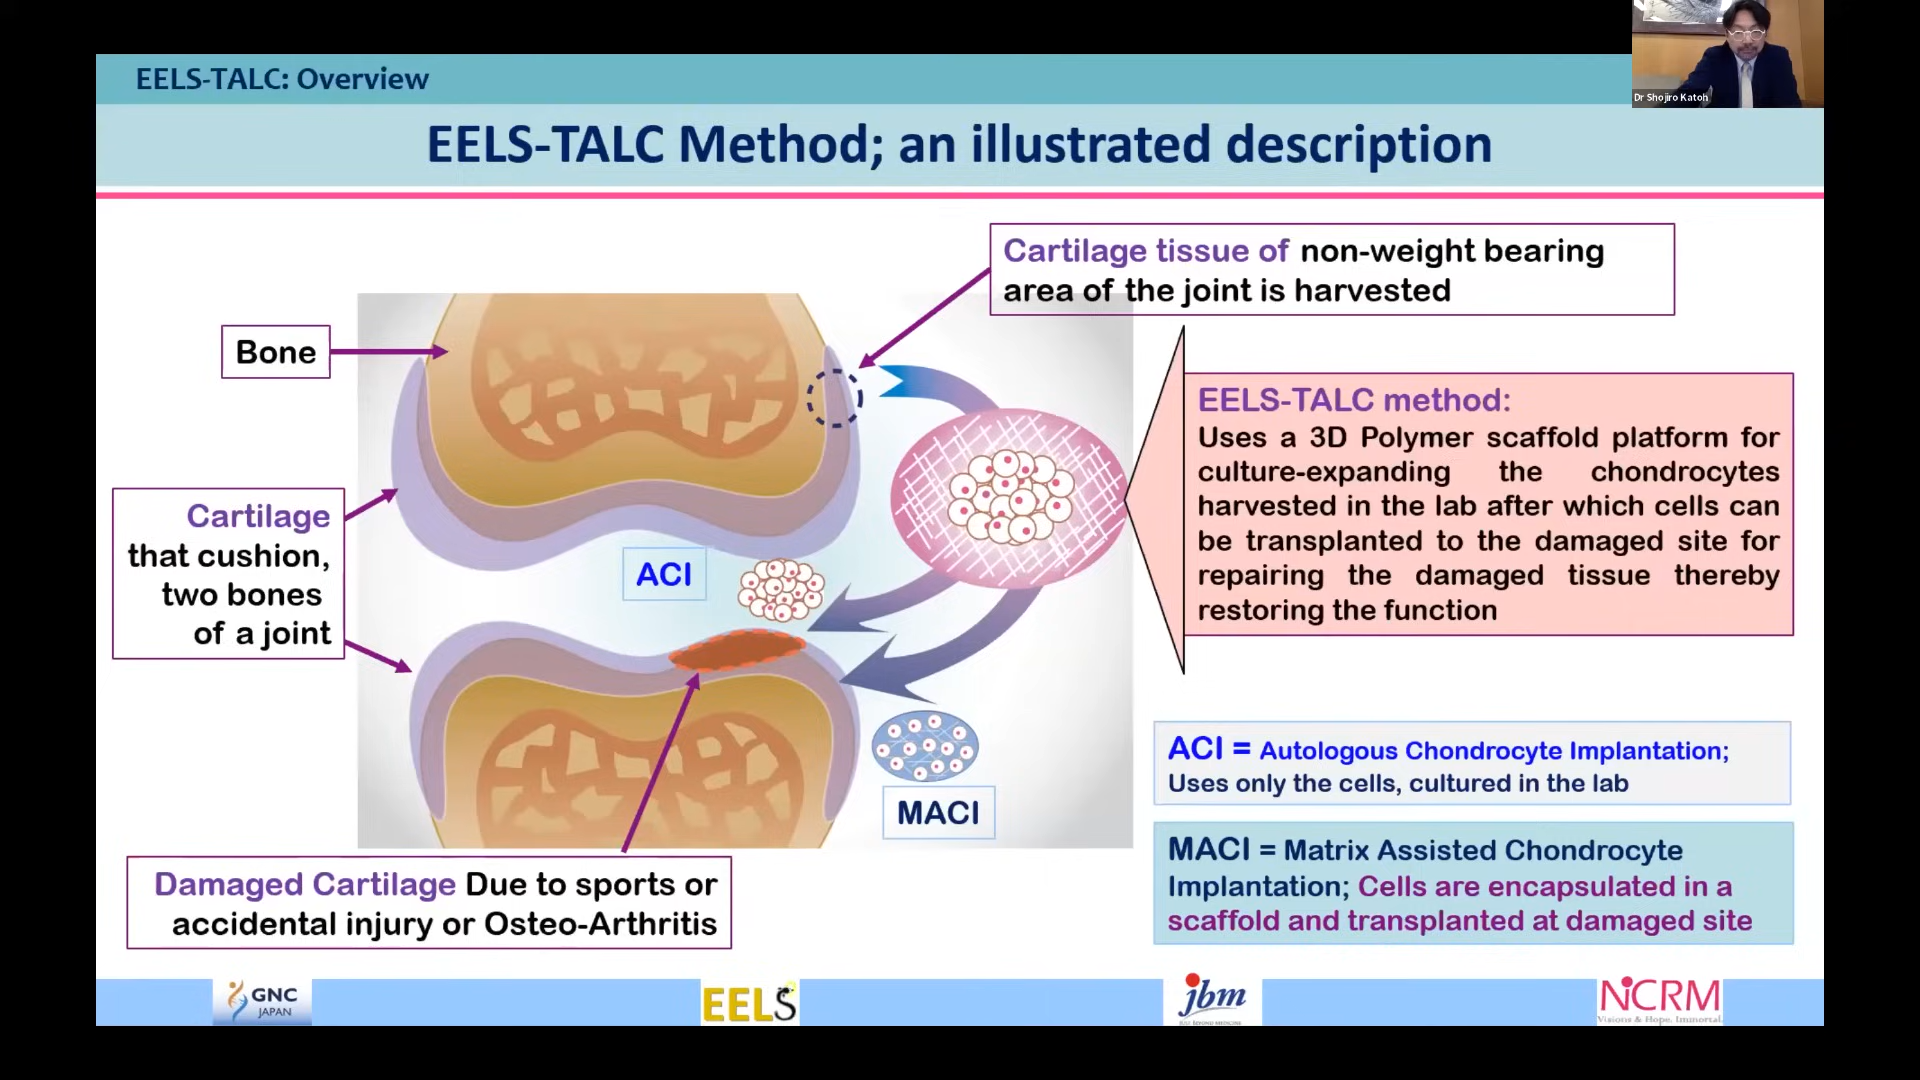 Dr Shojiro Katoh
EELS-TALC: Overview
EELS-TALC Method; an illustrated description
Cartilage tissue of non-weight bearing
area of the joint is harvested
Bone
EELS-TALC method:
Uses a 3D Polymer scaffold platform for
culture-expanding the chondrocytes
harvested in the lab after which cells can
be transplanted to the damaged site for
repairing the damaged tissue thereby
restoring the function
Cartilage
that cushion,
two bones
of a joint
ACI
MACI
ACI = Autologous Chondrocyte Implantation;
Uses only the cells, cultured in the lab
MACI = Matrix Assisted Chondrocyte
Implantation; Cells are encapsulated in a
scaffold and transplanted at damaged site
Damaged Cartilage Due to sports or
accidental injury or Osteo-Arthritis
GNC
JAPAN
EELS
jbm
NCRM
Visions & Hope. Immortal.